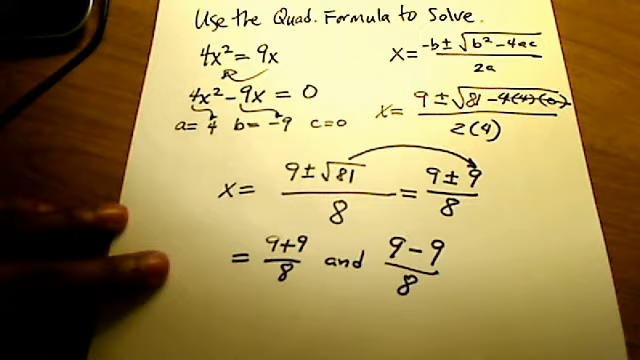 Use the Quad. Formula to Solve.
4x² = 9x
x = -b ± √b² - 4ac / 2a
4x² - 9x = 0
a = 4 b = -9 c = 0
x = 9 ± √81 - 4(4)(0) / 2(4)
x = 9 ± √81 / 8 = 9 ± 9 / 8
= 9+9 / 8 and 9 - 9 / 8